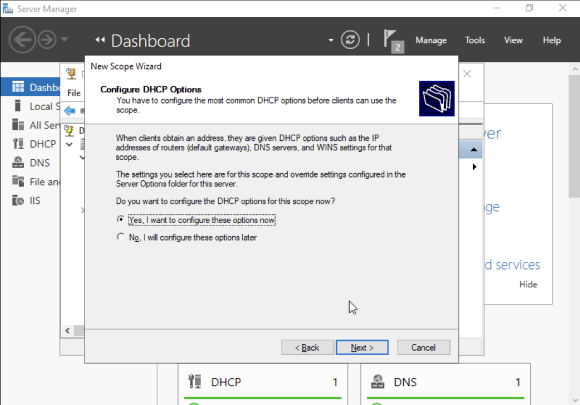 Server Manager
Dashboard
2
Manage
Tools
View
Help
New Scope Wizard
Configure DHCP Options
You have to configure the most common DHCP options before clients can use the
scope.
When clients obtain an address, they are given DHCP options such as the IP
addresses of routers (default gateways), DNS servers, and WINS settings for that
scope.
The settings you select here are for this scope and override settings configured in the
Server Options folder for this server.
Do you want to configure the DHCP options for this scope now?
Yes, I want to configure these options now
No, I will configure these options later
< Back
Next >
Cancel
Dashb
Local S
All Ser
DHCP
DNS
File an
IIS
File
D
er
ge
d services
Hide
DHCP
1
DNS
1